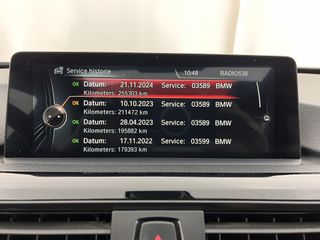 Service historie 10:48 RADIO538
OK Datum: 21.11.2024 Service: 03589 BMW
Kilometers: 255303 km
OK Datum: 10.10.2023 Service: 03589 BMW
Kilometers: 211472 km
OK Datum: 28.04.2023 Service: 03589 BMW
Kilometers: 195882 km
OK Datum: 17.11.2022 Service: 03599 BMW
Kilometers: 179393 km